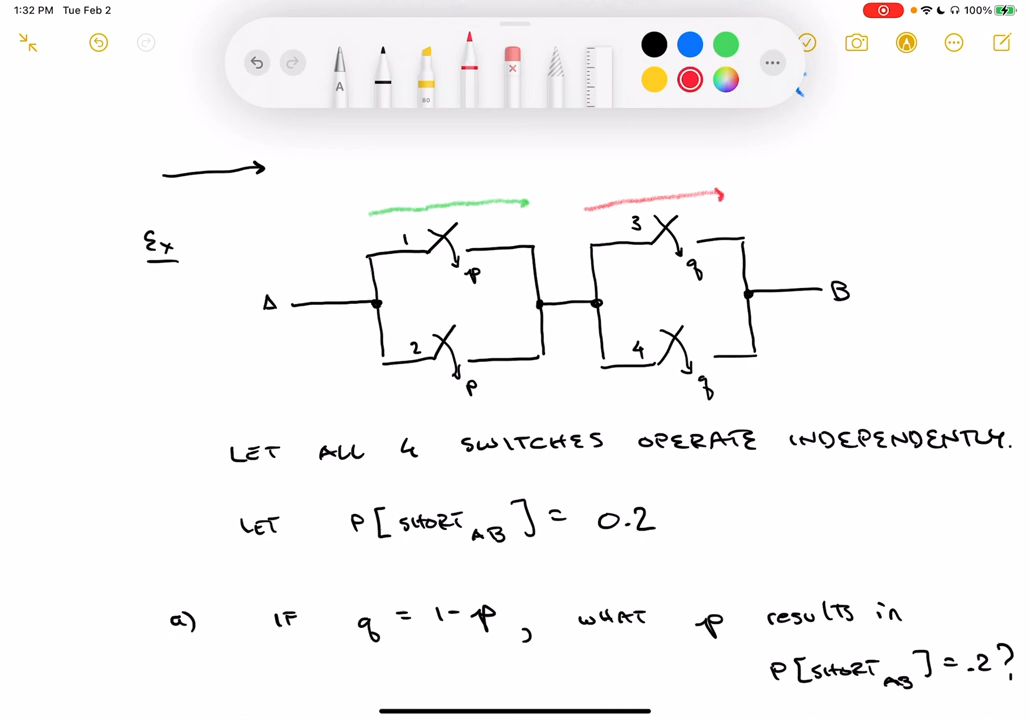 1:32 PM Tue Feb 2
100%
A
80
Ex
1
p
3
q
A
B
2
p
4
q
LET ALL 4 SWITCHES OPERATE INDEPENDENTLY.
LET P[SHORT AB] = 0.2
a) IF q = 1-p, WHAT p results in
P[SHORT AB] = .2?